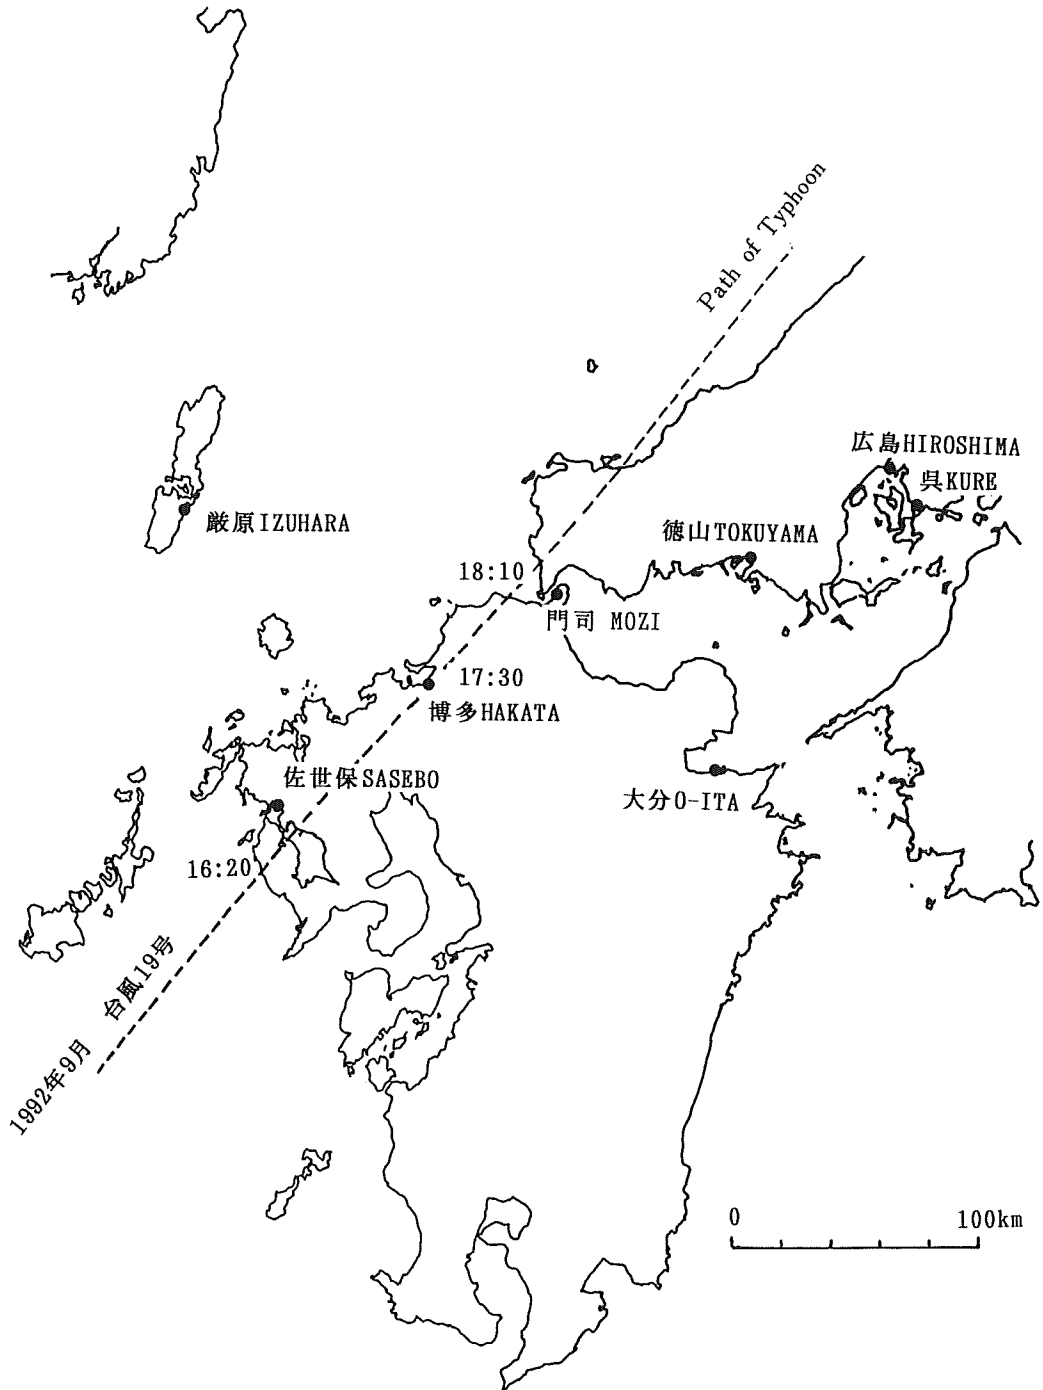 Path of Typhoon
広島HIROSHIMA
呉KURE
厳原IZUHARA
徳山TOKUYAMA
18:10
門司 MOZI
17:30
博多HAKATA
佐世保SASEBO
大分O-ITA
16:20
1992年9月 台風19号
0 100km